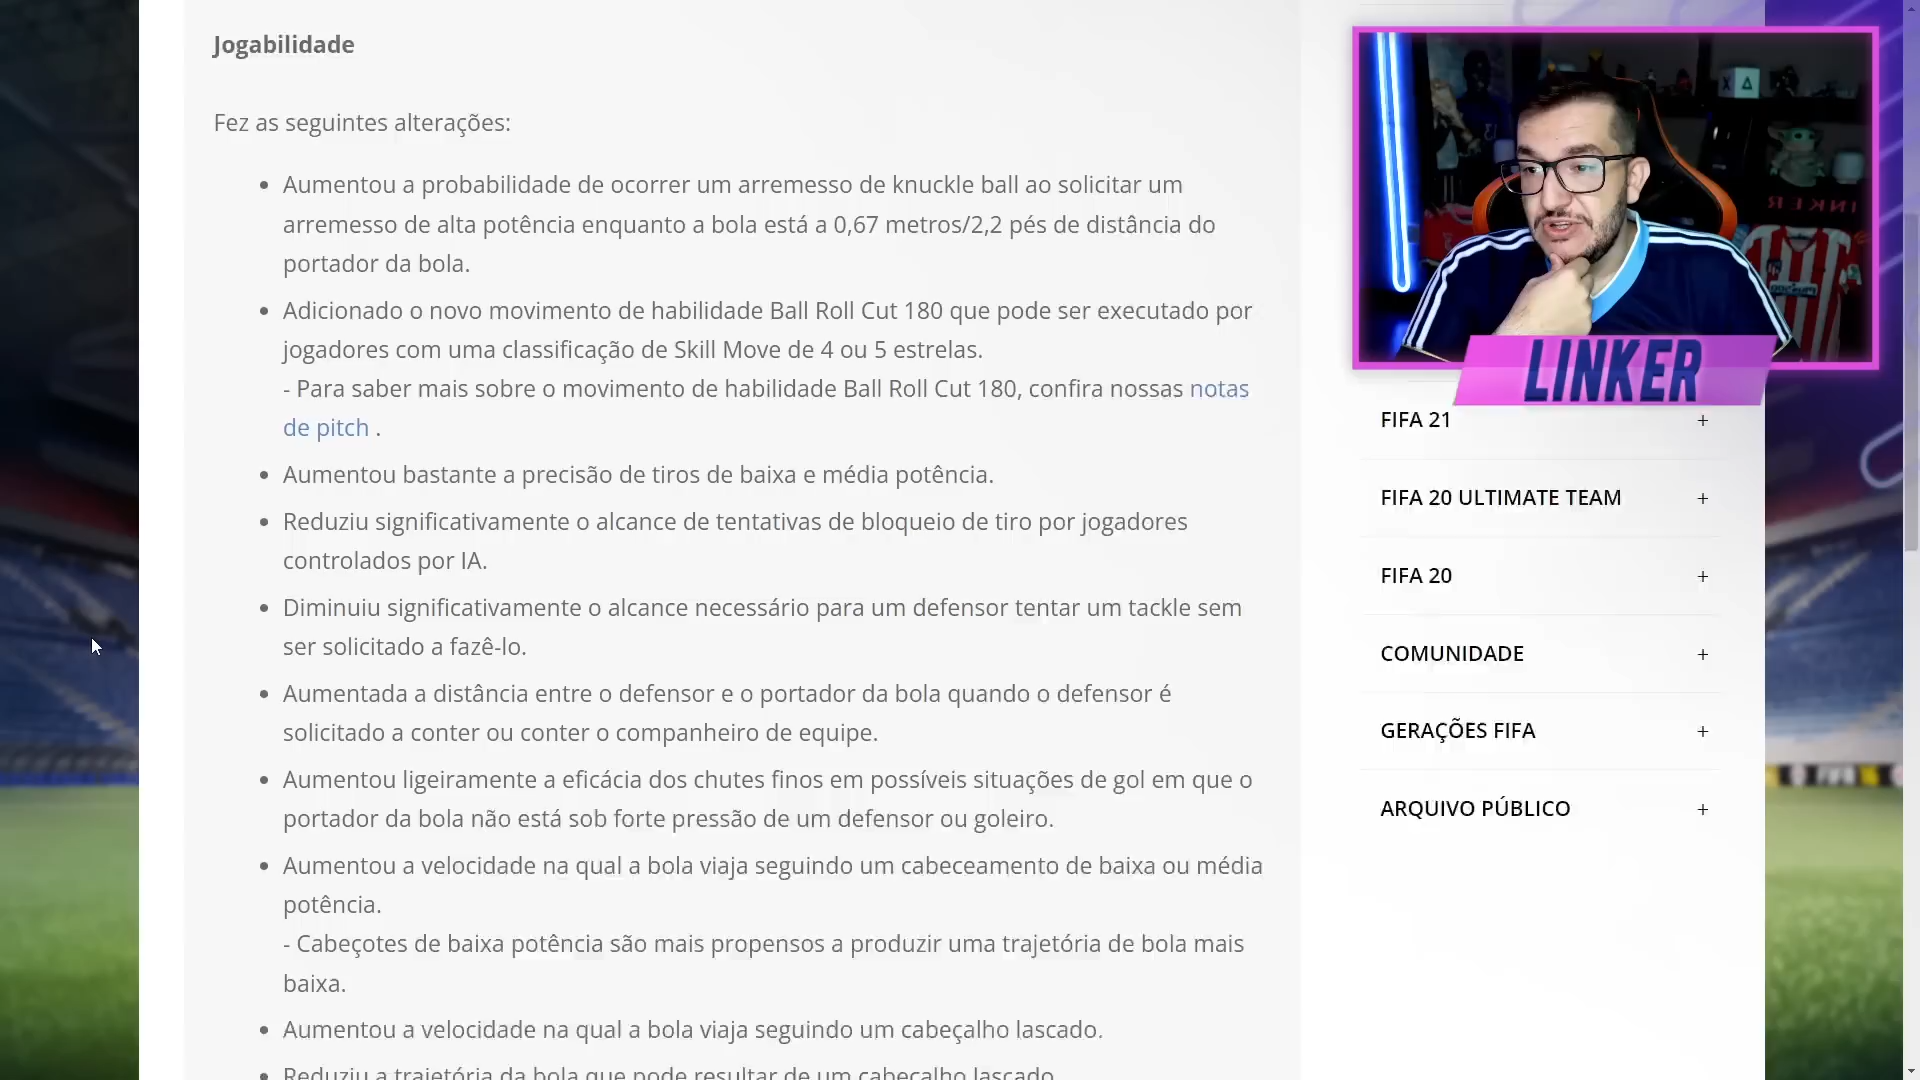 Jogabilidade
Fez as seguintes alterações:
• Aumentou a probabilidade de ocorrer um arremesso de knuckle ball ao solicitar um
arremesso de alta potência enquanto a bola está a 0,67 metros/2,2 pés de distância do
portador da bola.
• Adicionado o novo movimento de habilidade Ball Roll Cut 180 que pode ser executado por
jogadores com uma classificação de Skill Move de 4 ou 5 estrelas.
- Para saber mais sobre o movimento de habilidade Ball Roll Cut 180, confira nossas notas
de pitch .
• Aumentou bastante a precisão de tiros de baixa e média potência.
• Reduziu significativamente o alcance de tentativas de bloqueio de tiro por jogadores
controlados por IA.
• Diminuiu significativamente o alcance necessário para um defensor tentar um tackle sem
ser solicitado a fazê-lo.
• Aumentada a distância entre o defensor e o portador da bola quando o defensor é
solicitado a conter ou conter o companheiro de equipe.
• Aumentou ligeiramente a eficácia dos chutes finos em possíveis situações de gol em que o
portador da bola não está sob forte pressão de um defensor ou goleiro.
• Aumentou a velocidade na qual a bola viaja seguindo um cabeceamento de baixa ou média
potência.
- Cabeçotes de baixa potência são mais propensos a produzir uma trajetória de bola mais
baixa.
• Aumentou a velocidade na qual a bola viaja seguindo um cabeçalho lascado.
• Reduziu a trajetória da bola que pode resultar de um cabeçalho lascado.
LINKER
FIFA 21 +
FIFA 20 ULTIMATE TEAM +
FIFA 20 +
COMUNIDADE +
GERAÇÕES FIFA +
ARQUIVO PÚBLICO +